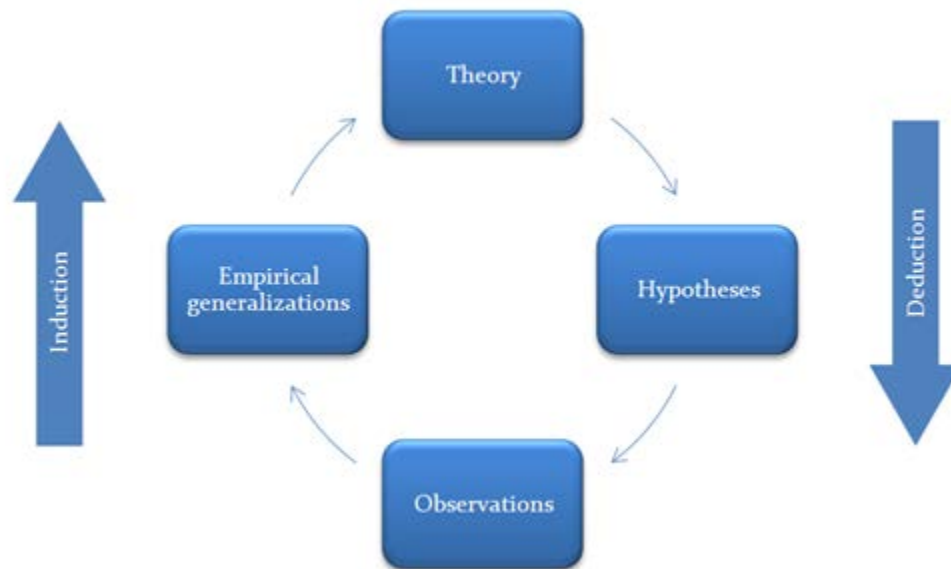 Theory
Induction
Empirical
generalizations
Hypotheses
Deduction
Observations